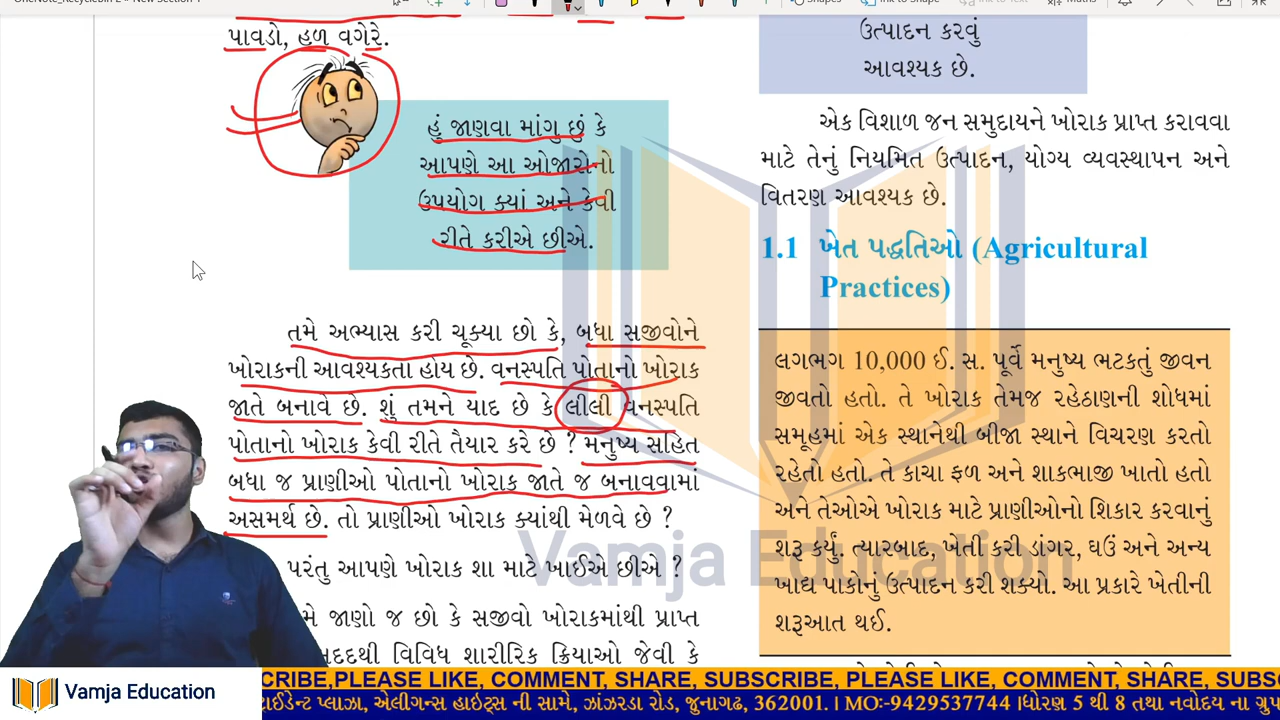 પાવડો, હળ વગેરે.
હું જાણવા માંગુ છું કે
આપણે આ ઓજારોનો
ઉપયોગ ક્યાં અને કેવી
રીતે કરીએ છીએ.
તમે અભ્યાસ કરી ચૂક્યા છો કે, બધા સજીવોને
ખોરાકની આવશ્યકતા હોય છે. વનસ્પતિ પોતાનો ખોરાક
જાતે બનાવે છે. શું તમને યાદ છે કે લીલી વનસ્પતિ
પોતાનો ખોરાક કેવી રીતે તૈયાર કરે છે ? મનુષ્ય સહિત
બધા જ પ્રાણીઓ પોતાનો ખોરાક જાતે જ બનાવવામાં
અસમર્થ છે. તો પ્રાણીઓ ખોરાક ક્યાંથી મેળવે છે ?
પરંતુ આપણે ખોરાક શા માટે ખાઈએ છીએ ?
મે જાણો જ છો કે સજીવો ખોરાકમાંથી પ્રાપ્ત
મદદથી વિવિધ શારીરિક ક્રિયાઓ જેવી કે
ઉત્પાદન કરવું
આવશ્યક છે.
એક વિશાળ જન સમુદાયને ખોરાક પ્રાપ્ત કરાવવા
માટે તેનું નિયમિત ઉત્પાદન, યોગ્ય વ્યવસ્થાપન અને
વિતરણ આવશ્યક છે.
1.1 ખેત પદ્ધતિઓ (Agricultural
Practices)
લગભગ 10,000 ઈ. સ. પૂર્વે મનુષ્ય ભટકતું જીવન
જીવતો હતો. તે ખોરાક તેમજ રહેઠાણની શોધમાં
સમૂહમાં એક સ્થાનેથી બીજા સ્થાને વિચરણ કરતો
રહેતો હતો. તે કાચા ફળ અને શાકભાજી ખાતો હતો
અને તેઓએ ખોરાક માટે પ્રાણીઓનો શિકાર કરવાનું
શરૂ કર્યું. ત્યારબાદ, ખેતી કરી ડાંગર, ઘઉં અને અન્ય
ખાદ્ય પાકોનું ઉત્પાદન કરી શક્યો. આ પ્રકારે ખેતીની
શરૂઆત થઈ.
Vamja Education
Vamja Education
CRIBE,PLEASE LIKE, COMMENT, SHARE, SUBSCRIBE, PLEASE LIKE, COMMENT, SHARE, SUBSC
ટાઈડેન્ટ પ્લાઝા, એલીગન્સ હાઇટ્સ ની સામે, ઝાંઝરડા રોડ, જુનાગઢ, 362001. | MO:-9429537744 |ધોરણ 5 થી 8 તથા નવોદય ના ગ્રુપ